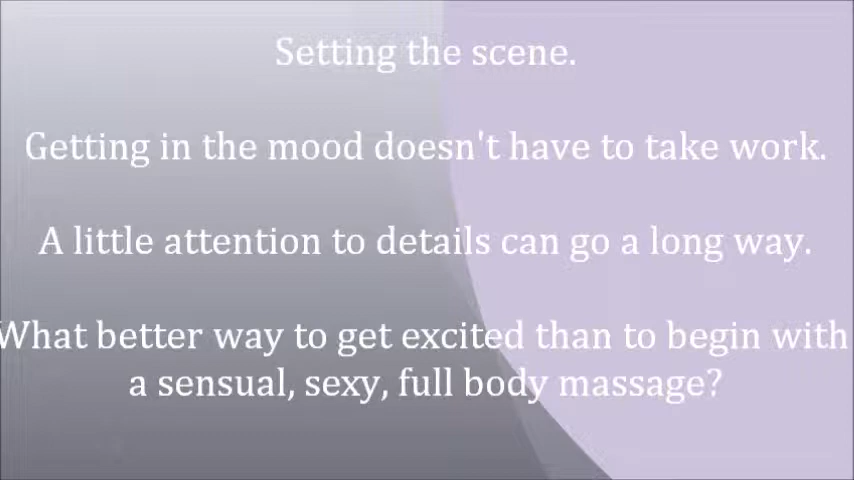 Setting the scene.
Getting in the mood doesn't have to take work.
A little attention to details can go a long way.
What better way to get excited than to begin with
a sensual, sexy, full body massage?